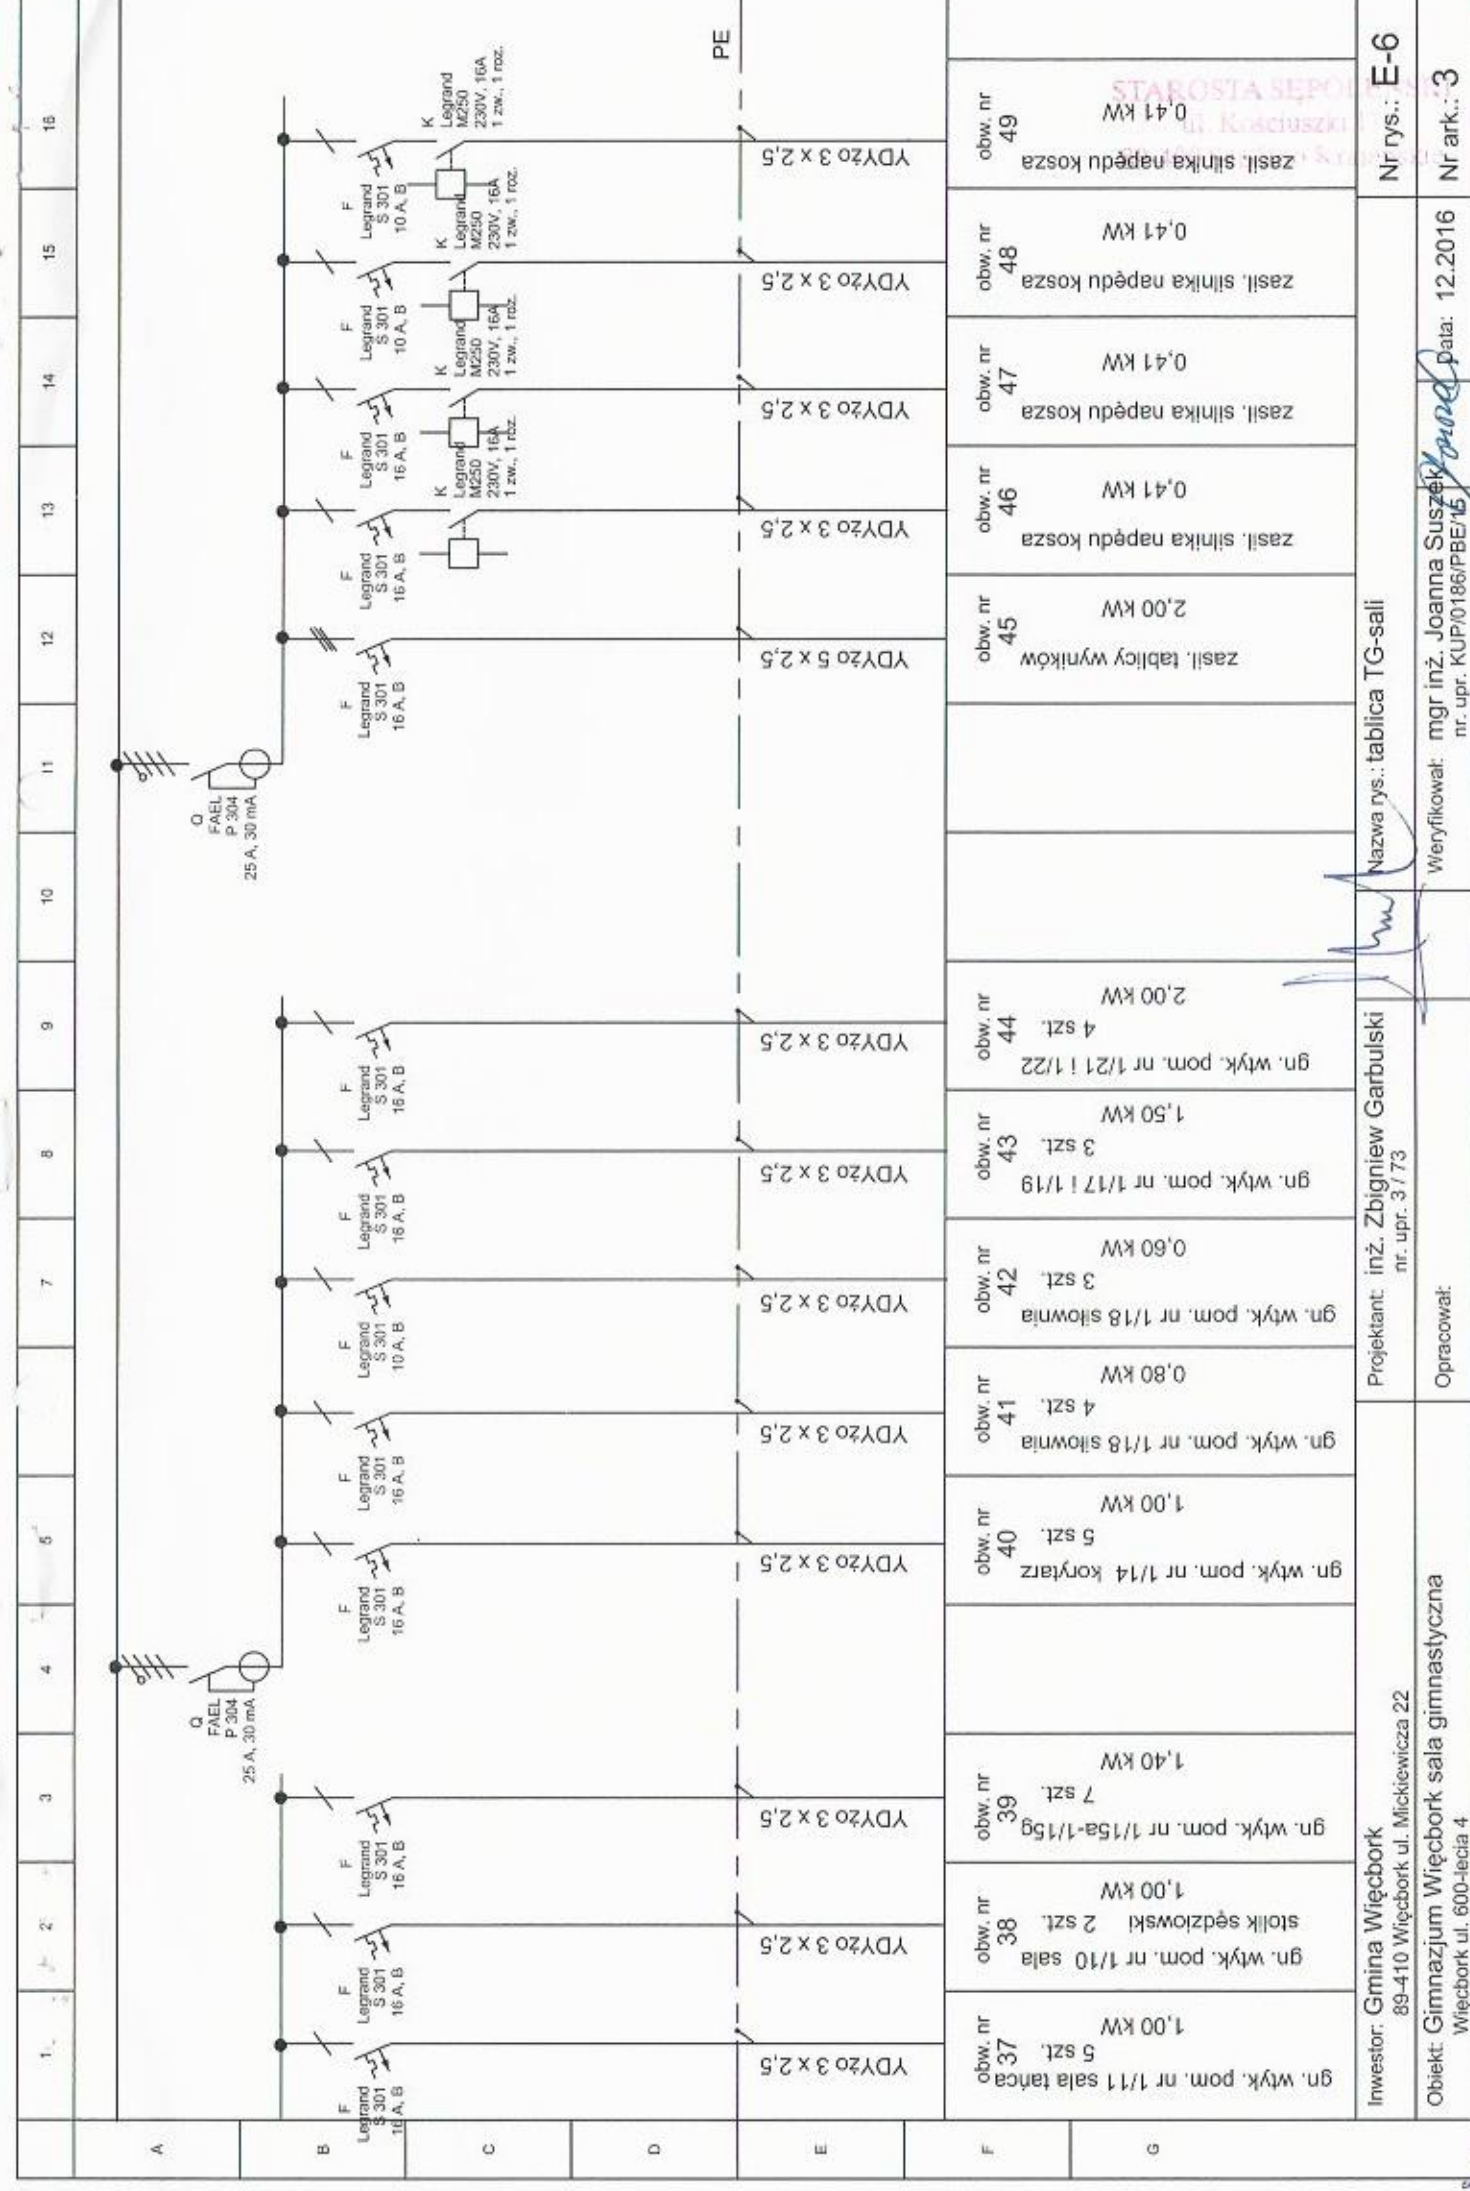 1
2
3
4
5
6
7
8
9
10
11
12
13
14
15
16
A
B
C
D
E
F
G
Q
FAEL
P 304
25 A, 30 mA
Q
FAEL
P 304
25 A, 30 mA
F
Legrand
S 301
16 A, B
F
Legrand
S 301
16 A, B
F
Legrand
S 301
16 A, B
F
Legrand
S 301
16 A, B
F
Legrand
S 301
16 A, B
F
Legrand
S 301
10 A, B
F
Legrand
S 301
16 A, B
F
Legrand
S 301
16 A, B
F
Legrand
S 301
16 A, B
F
Legrand
S 301
16 A, B
F
Legrand
S 301
16 A, B
F
Legrand
S 301
10 A, B
F
Legrand
S 301
10 A, B
K
Legrand
M250
230V, 16A
1 zw., 1 roz.
K
Legrand
M250
230V, 16A
1 zw., 1 roz.
K
Legrand
M250
230V, 16A
1 zw., 1 roz.
K
Legrand
M250
230V, 16A
1 zw., 1 roz.
PE
YDYżo 3 x 2,5
YDYżo 3 x 2,5
YDYżo 3 x 2,5
YDYżo 3 x 2,5
YDYżo 3 x 2,5
YDYżo 3 x 2,5
YDYżo 3 x 2,5
YDYżo 3 x 2,5
YDYżo 5 x 2,5
YDYżo 3 x 2,5
YDYżo 3 x 2,5
YDYżo 3 x 2,5
YDYżo 3 x 2,5
obw. nr
37
gn. wtyk. pom. nr 1/11 sala tańca
5 szt.
1,00 kW
obw. nr
38
gn. wtyk. pom. nr 1/10 sala
stolik sędziowski 2 szt.
1,00 kW
obw. nr
39
gn. wtyk. pom. nr 1/15a-1/15g
7 szt.
1,40 kW
obw. nr
40
gn. wtyk. pom. nr 1/14 korytarz
5 szt.
1,00 kW
obw. nr
41
gn. wtyk. pom. nr 1/18 siłownia
4 szt.
0,80 kW
obw. nr
42
gn. wtyk. pom. nr 1/18 siłownia
3 szt.
0,60 kW
obw. nr
43
gn. wtyk. pom. nr 1/17 i 1/19
3 szt.
1,50 kW
obw. nr
44
gn. wtyk. pom. nr 1/21 i 1/22
4 szt.
2,00 kW
obw. nr
45
zasil. tablicy wyników
2,00 kW
obw. nr
46
zasil. silnika napędu kosza
0,41 kW
obw. nr
47
zasil. silnika napędu kosza
0,41 kW
obw. nr
48
zasil. silnika napędu kosza
0,41 kW
obw. nr
49
zasil. silnika napędu kosza
0,41 kW
STAROSTA SĘPOLEŃSKI
ul. Kościuszki
Inwestor: Gmina Więcbork
89-410 Więcbork ul. Mickiewicza 22
Obiekt: Gimnazjum Więcbork sala gimnastyczna
Więcbork ul. 600-lecia 4
Projektant: inż. Zbigniew Garbulski
nr. upr. 3 / 73
Opracował:
Nazwa rys.: tablica TG-sali
Weryfikował: mgr inż. Joanna Suszek
nr. upr. KUP/0186/PBE/15
Data: 12.2016
Nr rys.: E-6
Nr ark.: 3